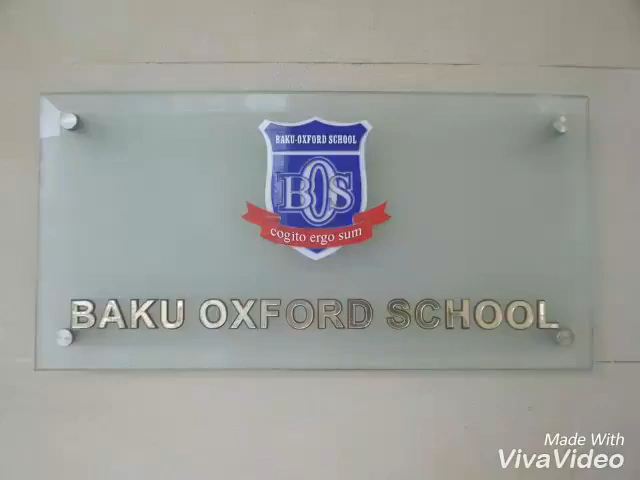 BAKU-OXFORD SCHOOL
BOS
cogito ergo sum
BAKU OXFORD SCHOOL
Made With
VivaVideo